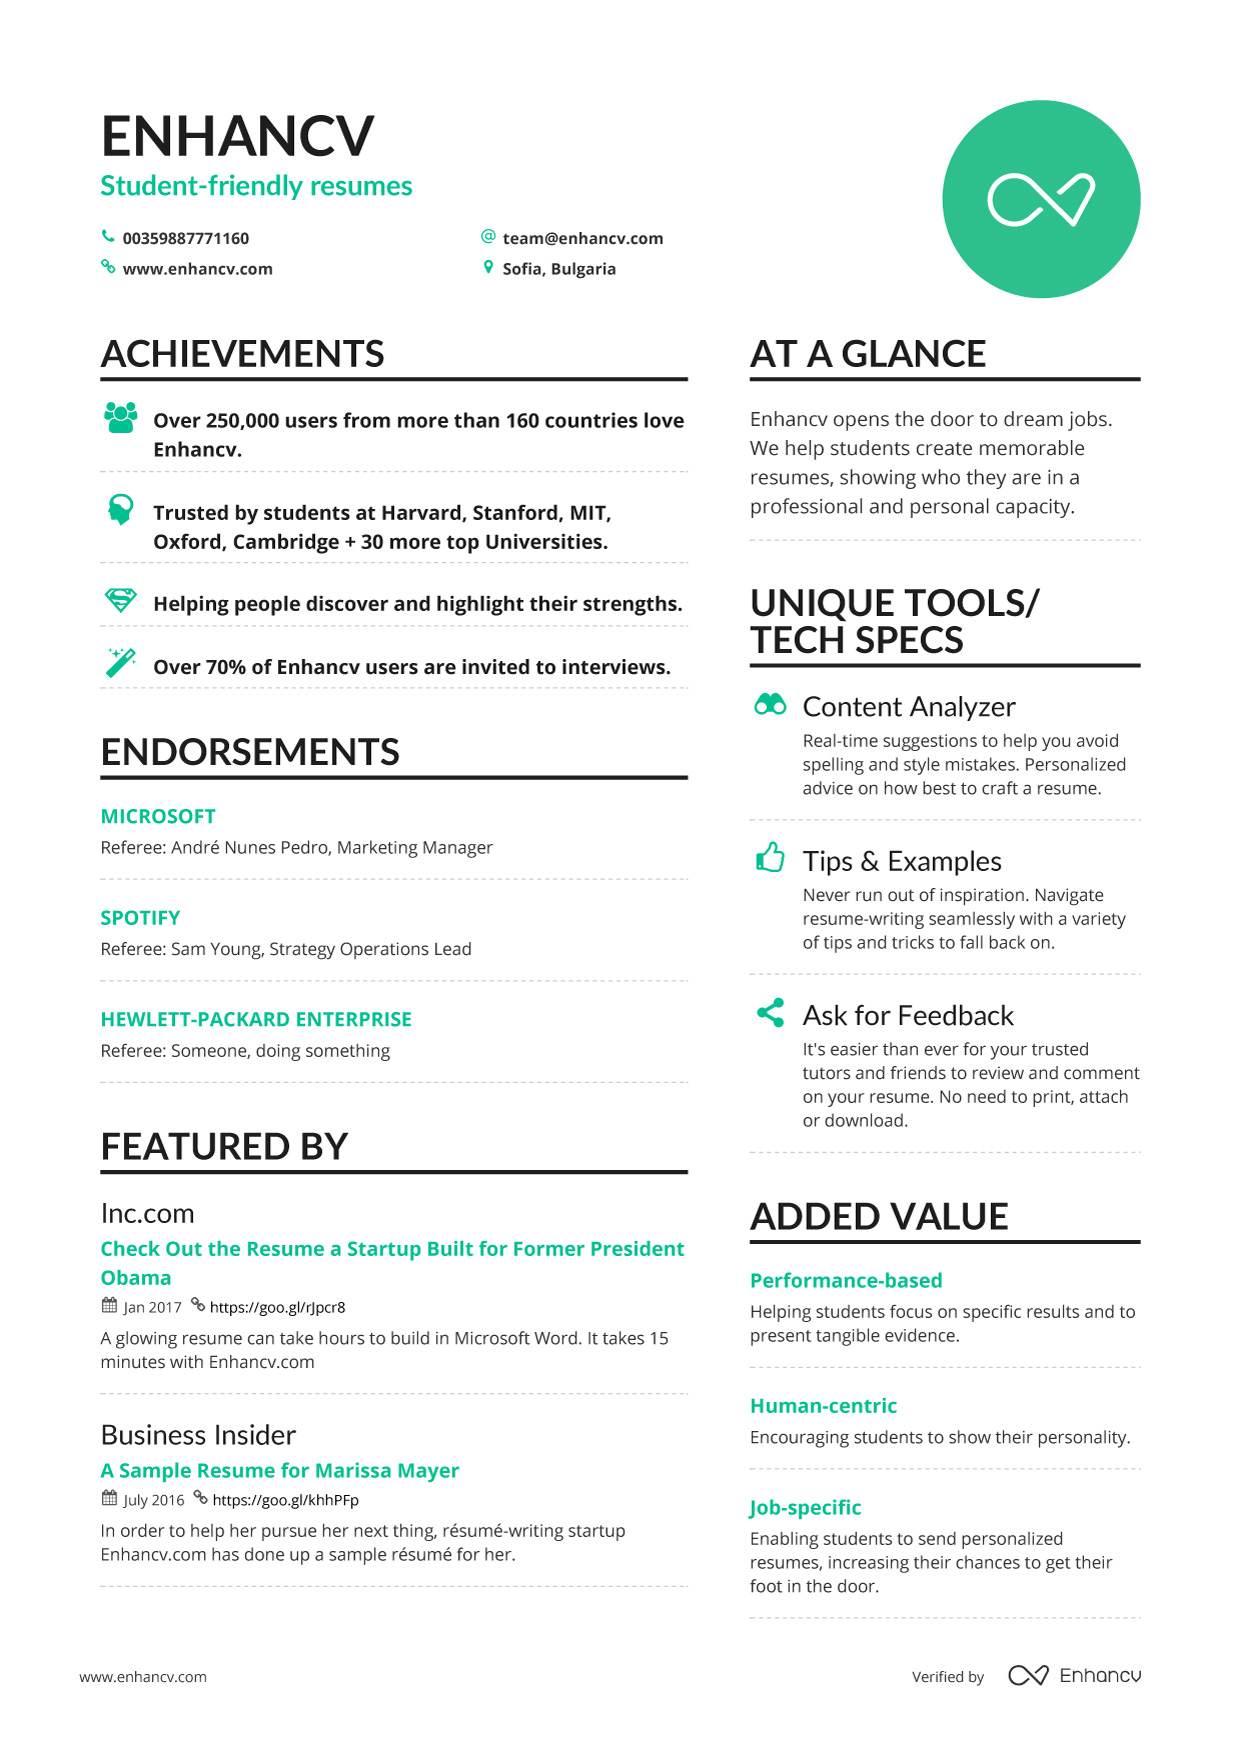 ENHANCV
Student-friendly resumes
00359887771160
@ team@enhancv.com
www.enhancv.com
Sofia, Bulgaria
ACHIEVEMENTS
Over 250,000 users from more than 160 countries love
Enhancv.
Trusted by students at Harvard, Stanford, MIT,
Oxford, Cambridge + 30 more top Universities.
Helping people discover and highlight their strengths.
Over 70% of Enhancv users are invited to interviews.
ENDORSEMENTS
MICROSOFT
Referee: André Nunes Pedro, Marketing Manager
SPOTIFY
Referee: Sam Young, Strategy Operations Lead
HEWLETT-PACKARD ENTERPRISE
Referee: Someone, doing something
FEATURED BY
Inc.com
Check Out the Resume a Startup Built for Former President
Obama
Jan 2017 https://goo.gl/rJpcr8
A glowing resume can take hours to build in Microsoft Word. It takes 15
minutes with Enhancv.com
Business Insider
A Sample Resume for Marissa Mayer
July 2016 https://goo.gl/khhPFp
In order to help her pursue her next thing, résumé-writing startup
Enhancv.com has done up a sample résumé for her.
AT A GLANCE
Enhancv opens the door to dream jobs.
We help students create memorable
resumes, showing who they are in a
professional and personal capacity.
UNIQUE TOOLS/
TECH SPECS
Content Analyzer
Real-time suggestions to help you avoid
spelling and style mistakes. Personalized
advice on how best to craft a resume.
Tips & Examples
Never run out of inspiration. Navigate
resume-writing seamlessly with a variety
of tips and tricks to fall back on.
Ask for Feedback
It's easier than ever for your trusted
tutors and friends to review and comment
on your resume. No need to print, attach
or download.
ADDED VALUE
Performance-based
Helping students focus on specific results and to
present tangible evidence.
Human-centric
Encouraging students to show their personality.
Job-specific
Enabling students to send personalized
resumes, increasing their chances to get their
foot in the door.
www.enhancv.com
Verified by Enhancv